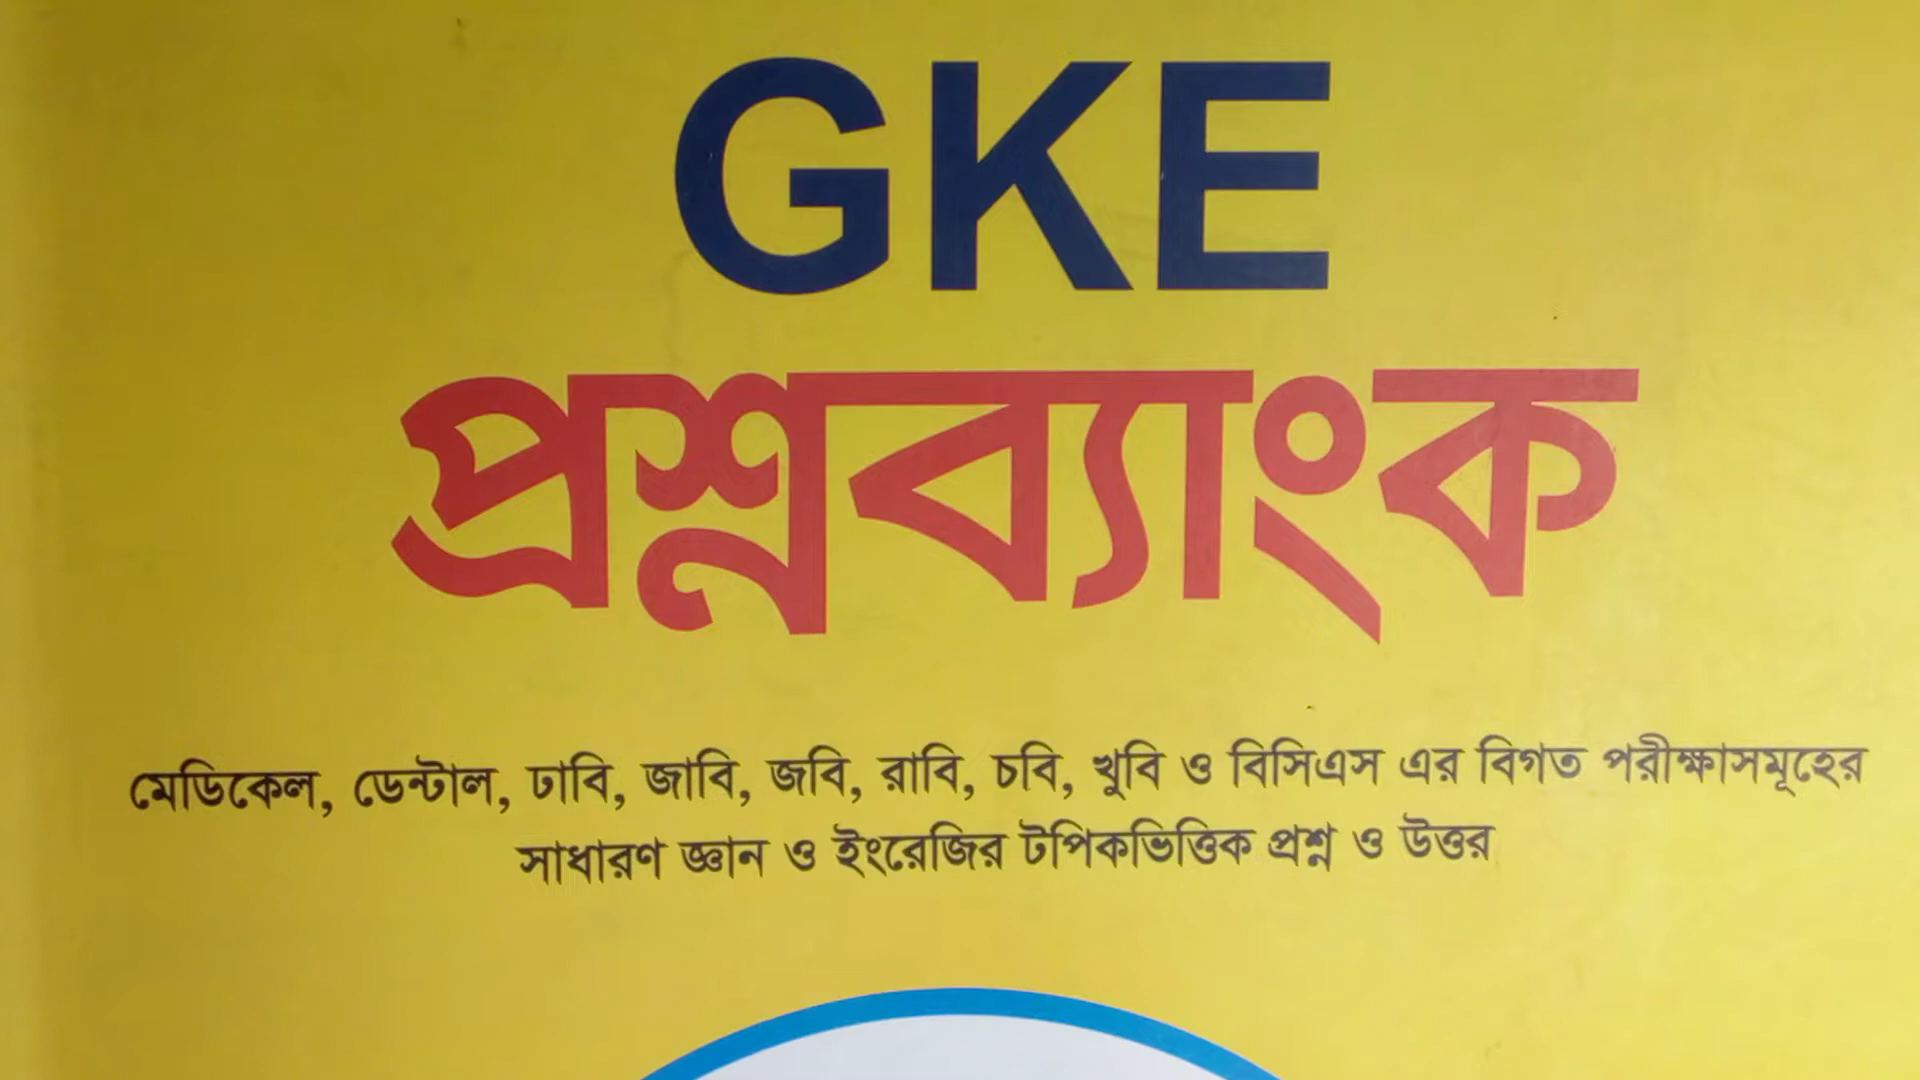 GKE
প্রশ্নব্যাংক
মেডিকেল, ডেন্টাল, ঢাবি, জাবি, জবি, রাবি, চবি, খুবি ও বিসিএস এর বিগত পরীক্ষাসমূহের
সাধারণ জ্ঞান ও ইংরেজির টপিকভিত্তিক প্রশ্ন ও উত্তর